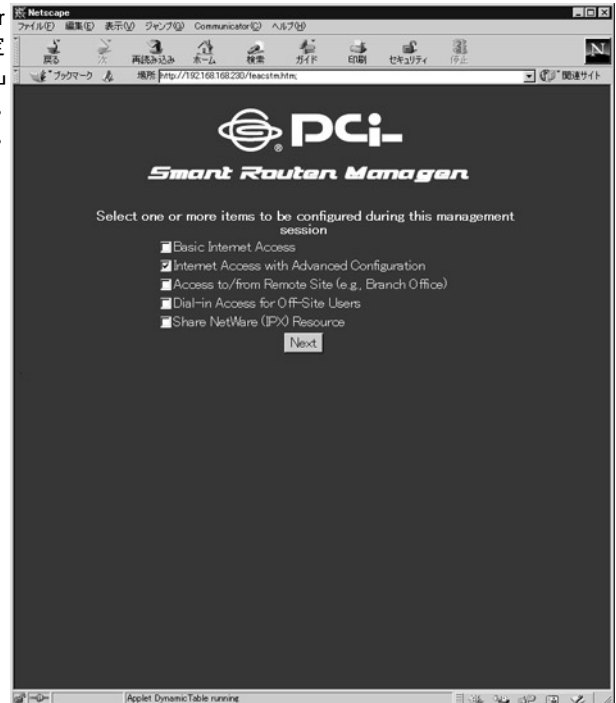 Netscape
ファイル(F) 編集(E) 表示(V) ジャンプ(G) Communicator(C) ヘルプ(H)
戻る 次 再読み込み ホーム 検索 ガイド 印刷 セキュリティ 停止
ブックマーク 場所: http://192.168.168.230/feacstm.htm; 関連サイト
PCi
Smart Router Manager
Select one or more items to be configured during this management
session
Basic Internet Access
Internet Access with Advanced Configuration
Access to/from Remote Site (e.g., Branch Office)
Dial-in Access for Off-Site Users
Share NetWare (IPX) Resource
Next
Applet DynamicTable running